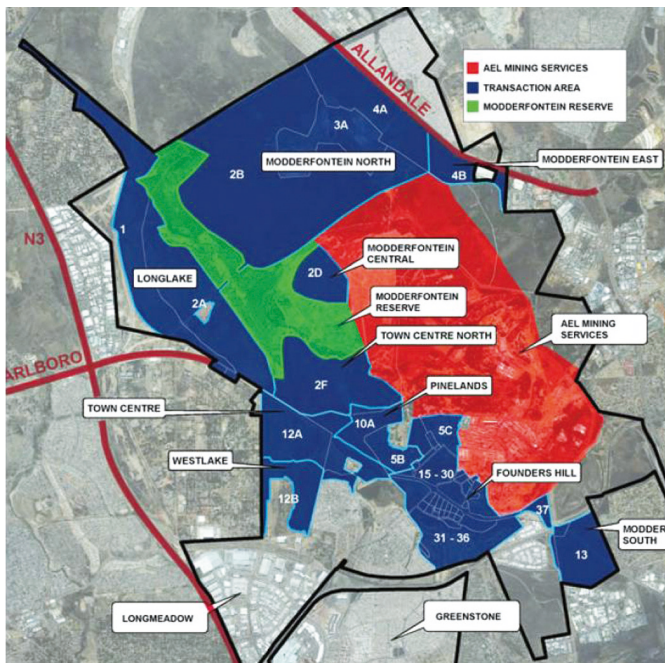 ALLANDALE
AEL MINING SERVICES
TRANSACTION AREA
MODDERFONTEIN RESERVE
4A
3A
MODDERFONTEIN NORTH
2B
MODDERFONTEIN EAST
4B
1
N3
MODDERFONTEIN
CENTRAL
2D
LONGLAKE
2A
MODDERFONTEIN
RESERVE
AEL MINING
SERVICES
TOWN CENTRE NORTH
ARLBORO
2F
PINELANDS
TOWN CENTRE
10A
12A
5C
5B
WESTLAKE
15 - 30
FOUNDERS HILL
12B
37
MODDER
SOUTH
31 - 36
13
LONGMEADOW
GREENSTONE